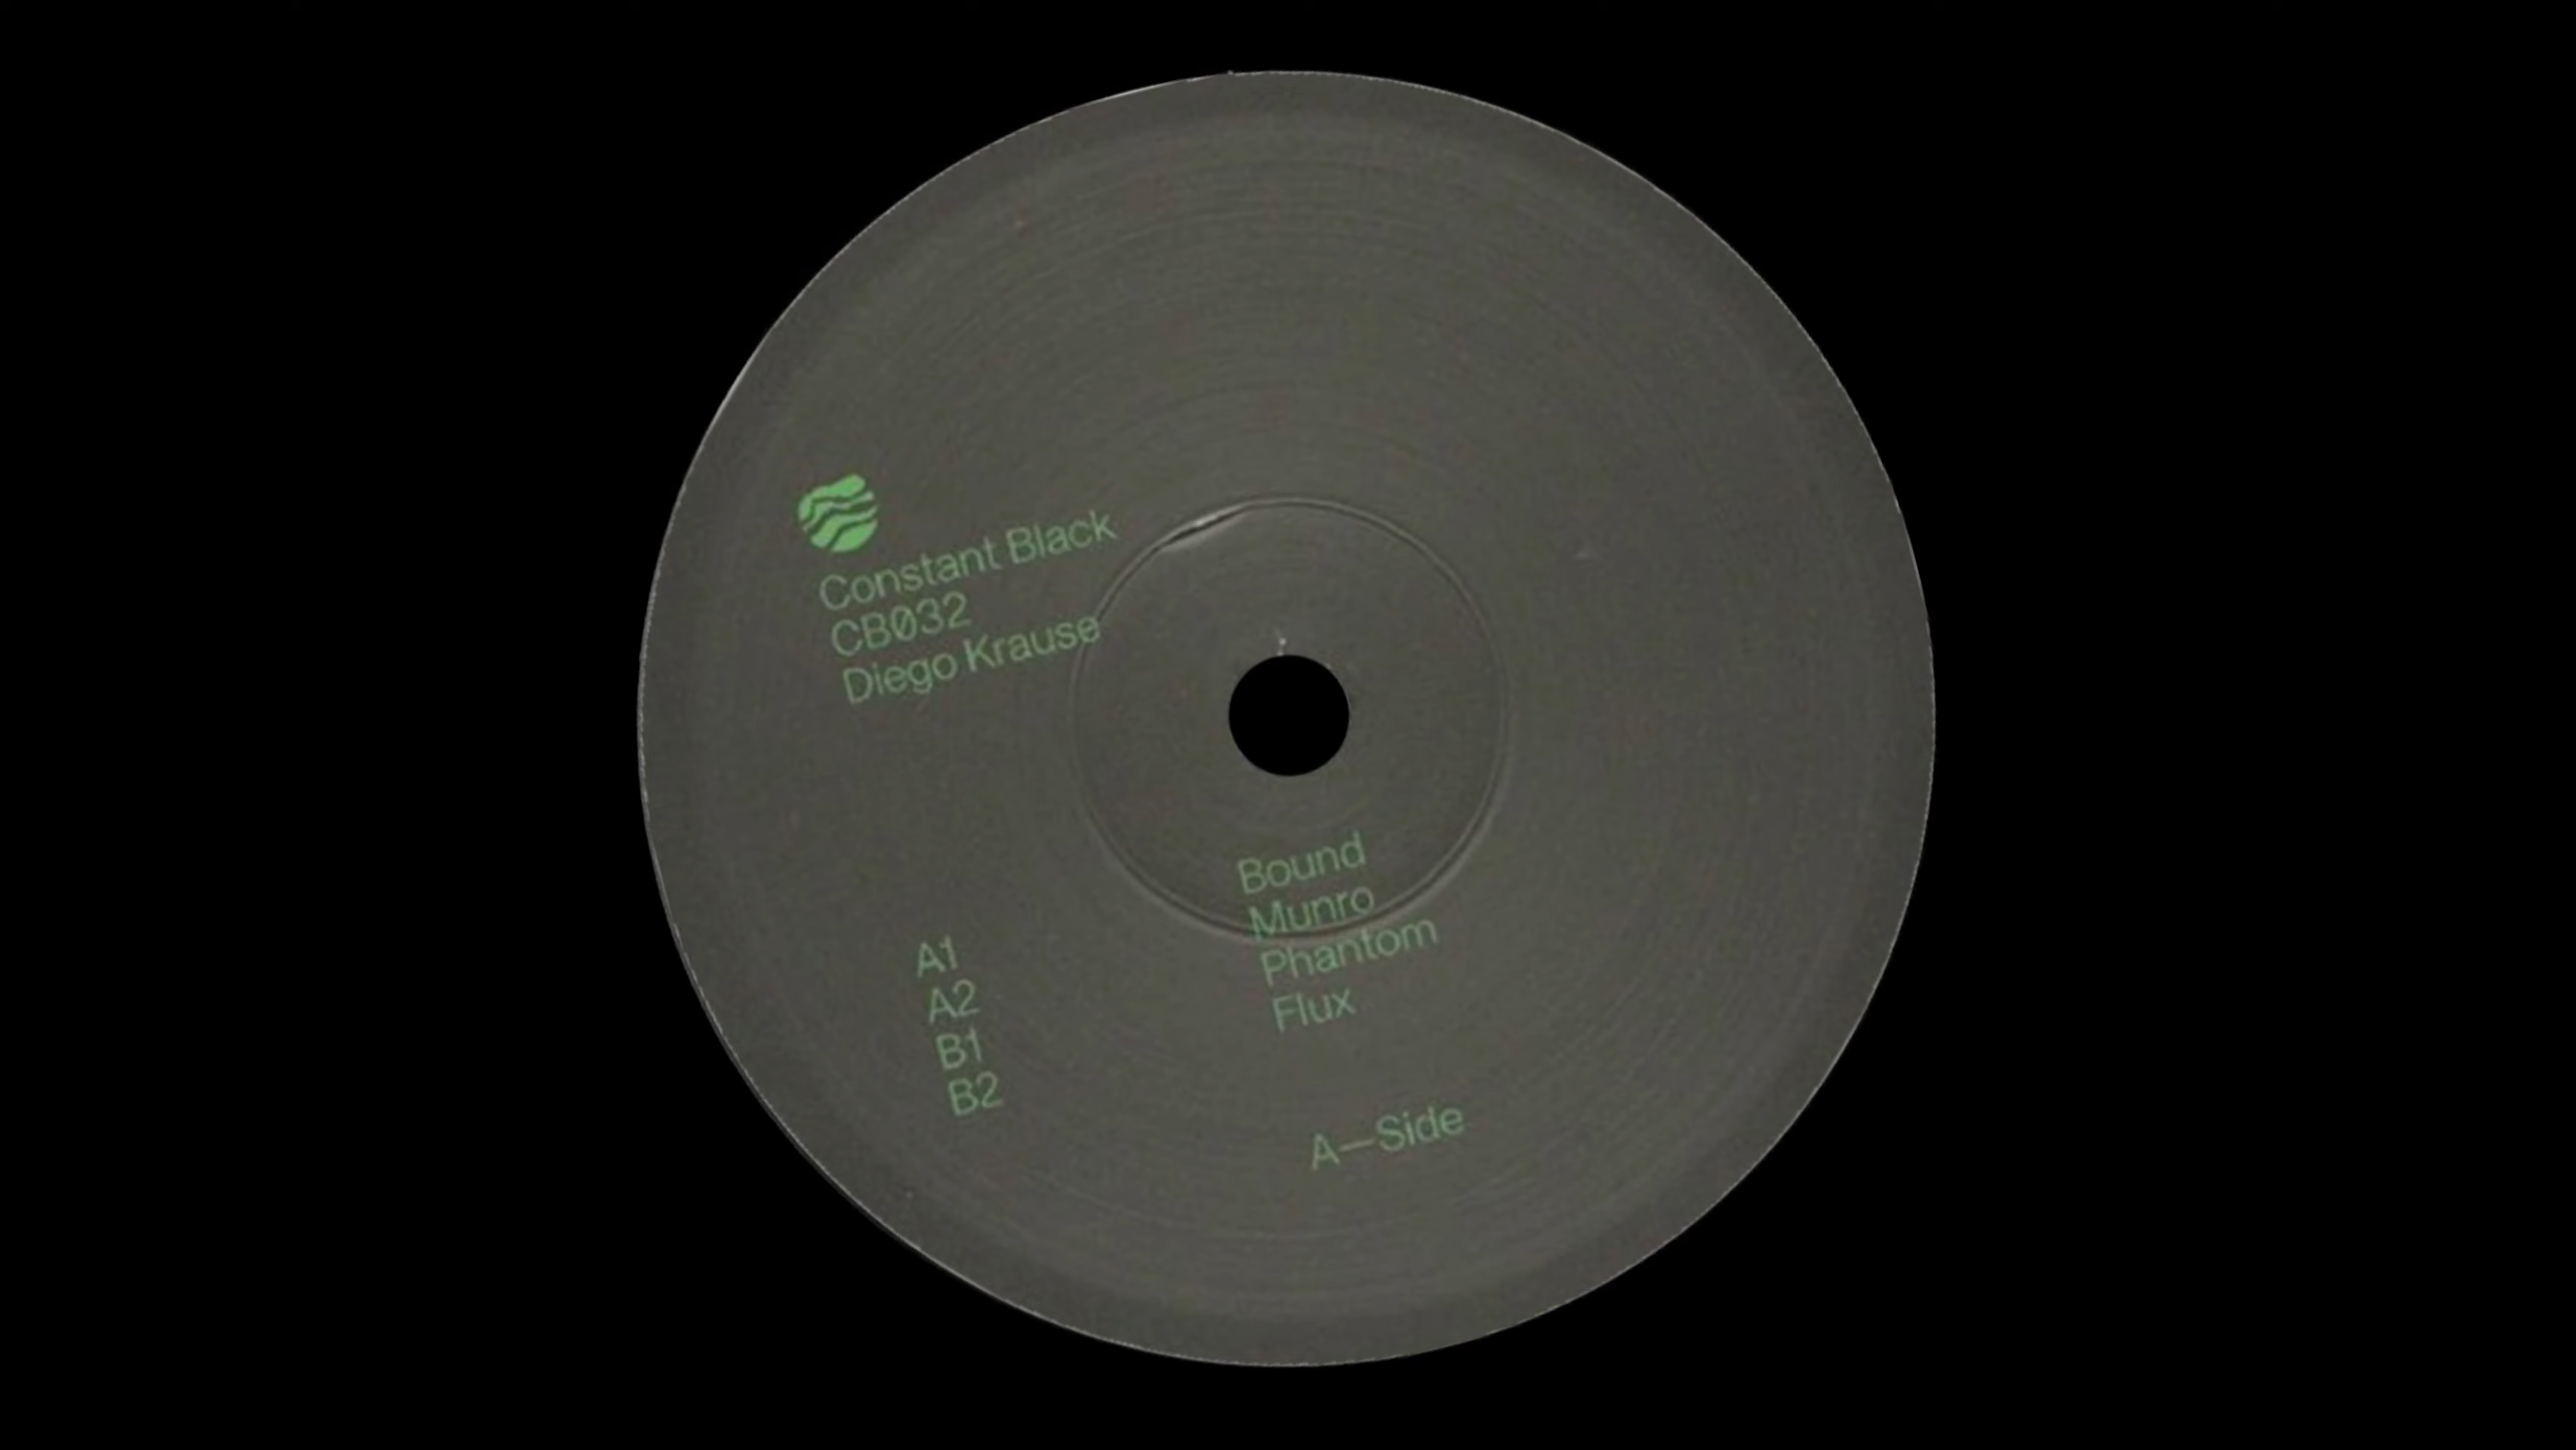 Constant Black
CB032
Diego Krause
A1 Bound
A2 Munro
B1 Phantom
B2 Flux
A—Side